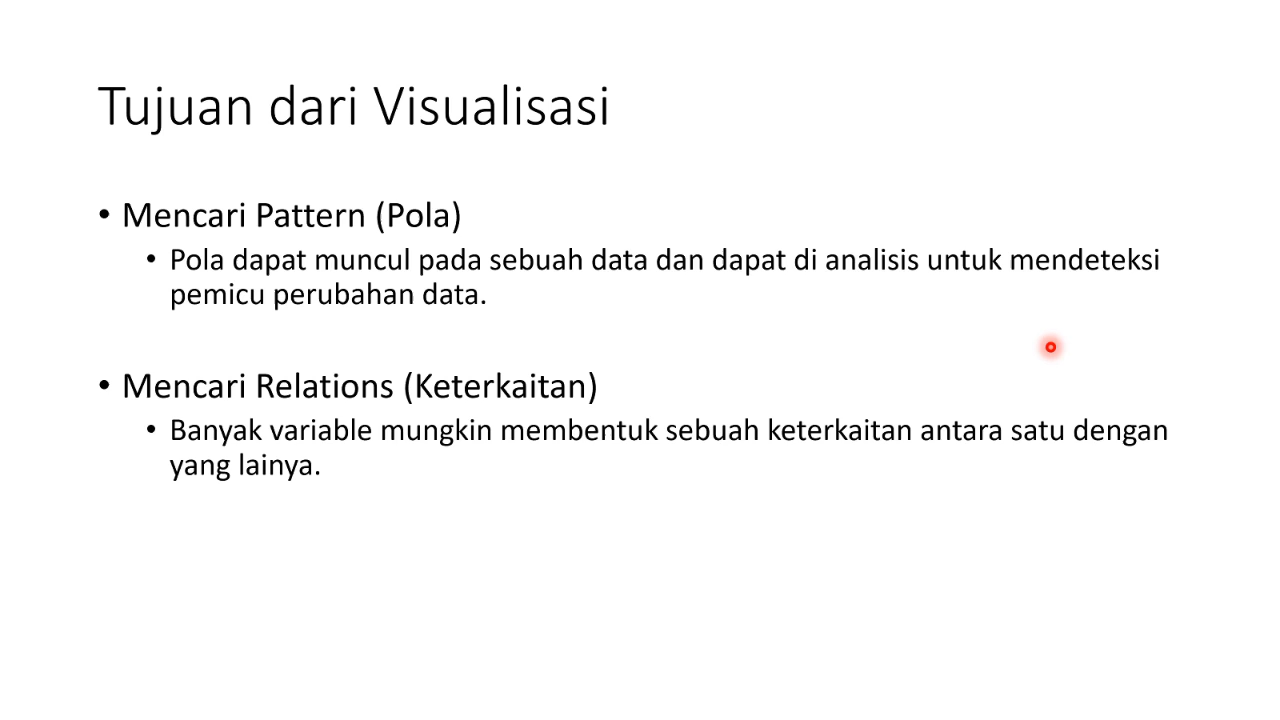 Tujuan dari Visualisasi
• Mencari Pattern (Pola)
• Pola dapat muncul pada sebuah data dan dapat di analisis untuk mendeteksi
pemicu perubahan data.
• Mencari Relations (Keterkaitan)
• Banyak variable mungkin membentuk sebuah keterkaitan antara satu dengan
yang lainya.